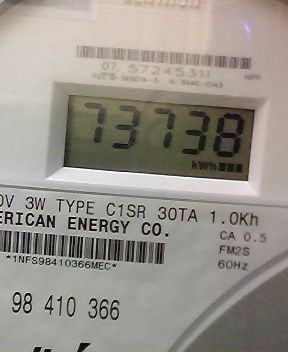 07 57245311
HPP
73738
kWh
0V 3W TYPE C1SR 30TA 1.0Kh
ERICAN ENERGY CO.
CA 0.5
FM2S
*1NFS98410366MEC*
60Hz
98 410 366